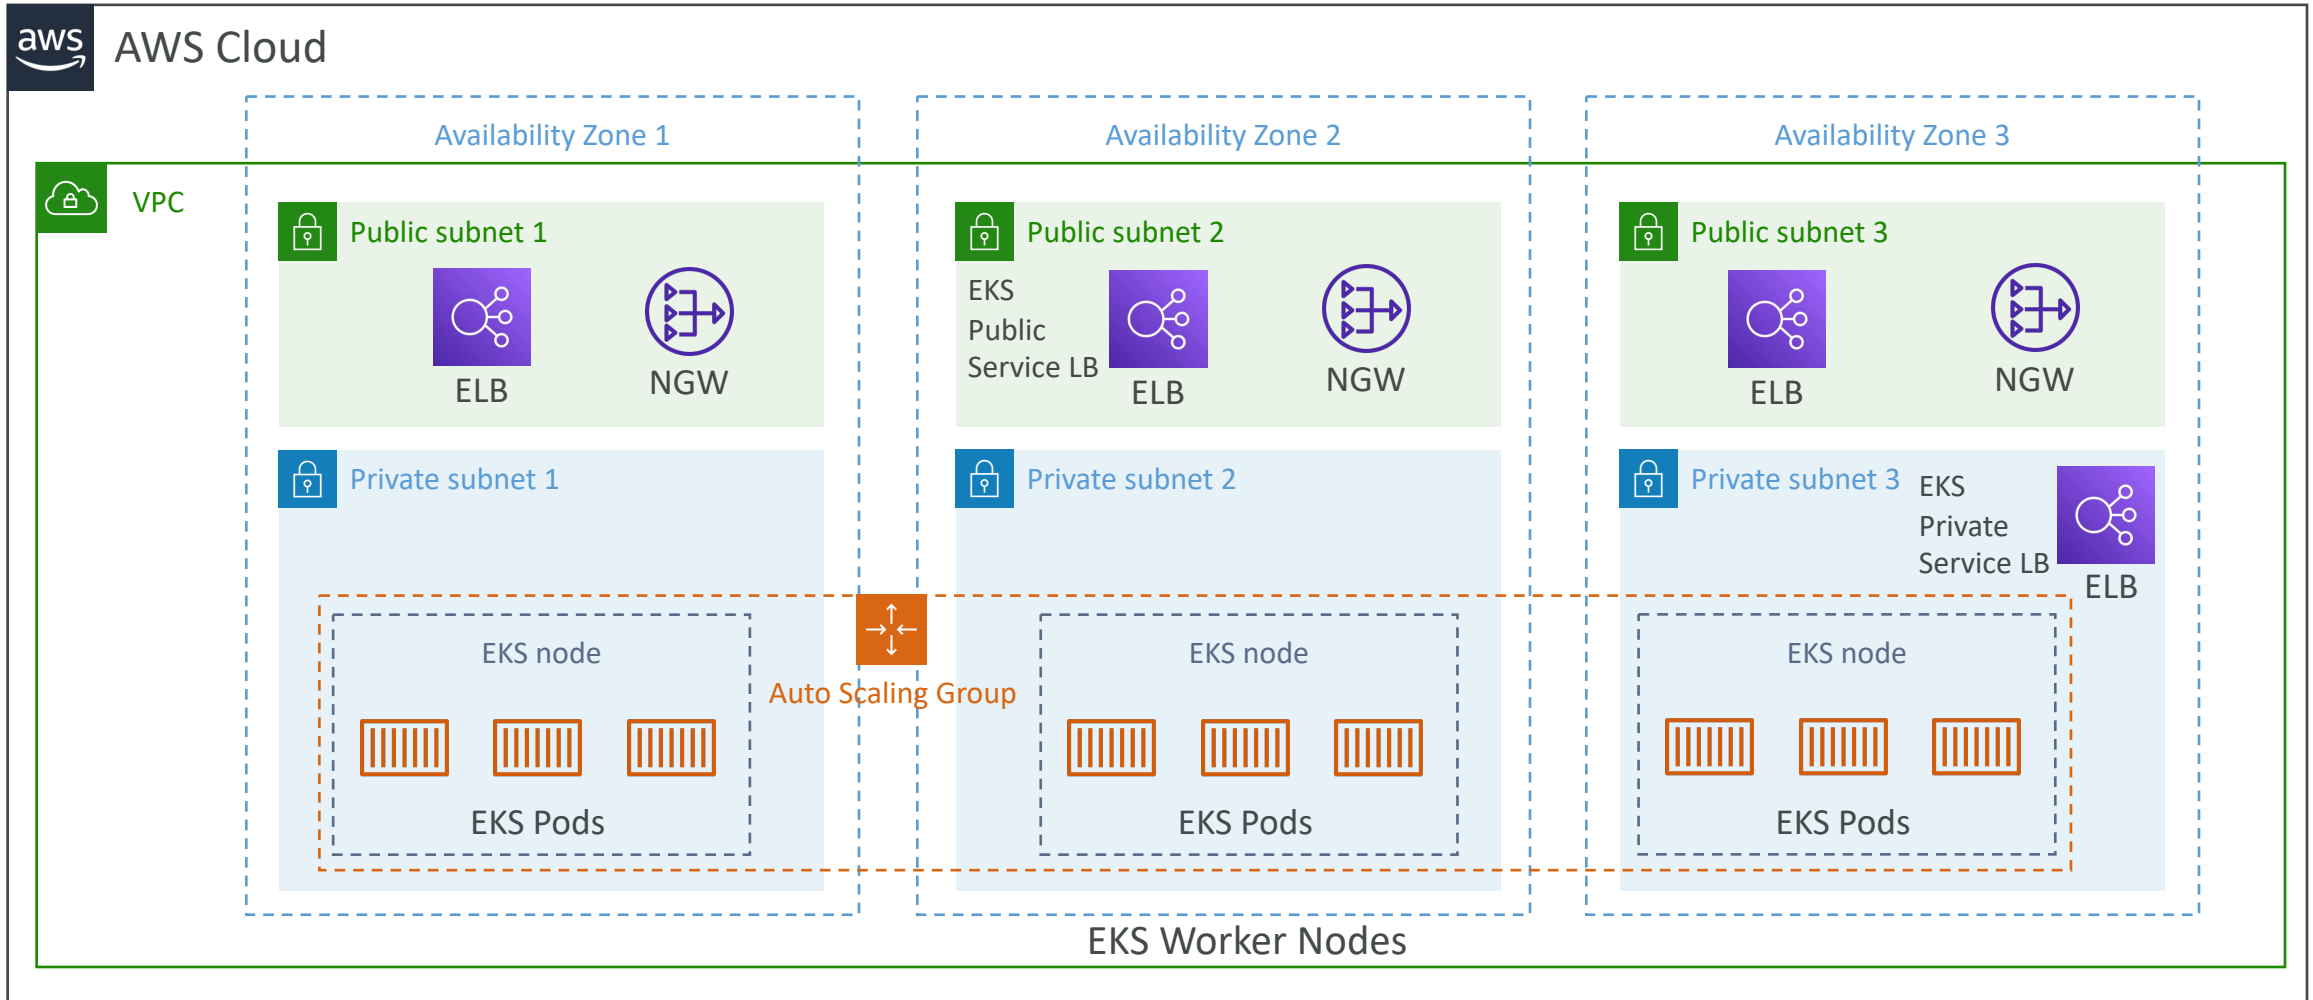 aws
AWS Cloud
Availability Zone 1
Availability Zone 2
Availability Zone 3
VPC
Public subnet 1
ELB
NGW
Public subnet 2
EKS
Public
Service LB
ELB
NGW
Public subnet 3
ELB
NGW
Private subnet 1
Private subnet 2
Private subnet 3
EKS
Private
Service LB
ELB
EKS node
Auto Scaling Group
EKS node
EKS node
EKS Pods
EKS Pods
EKS Pods
EKS Worker Nodes